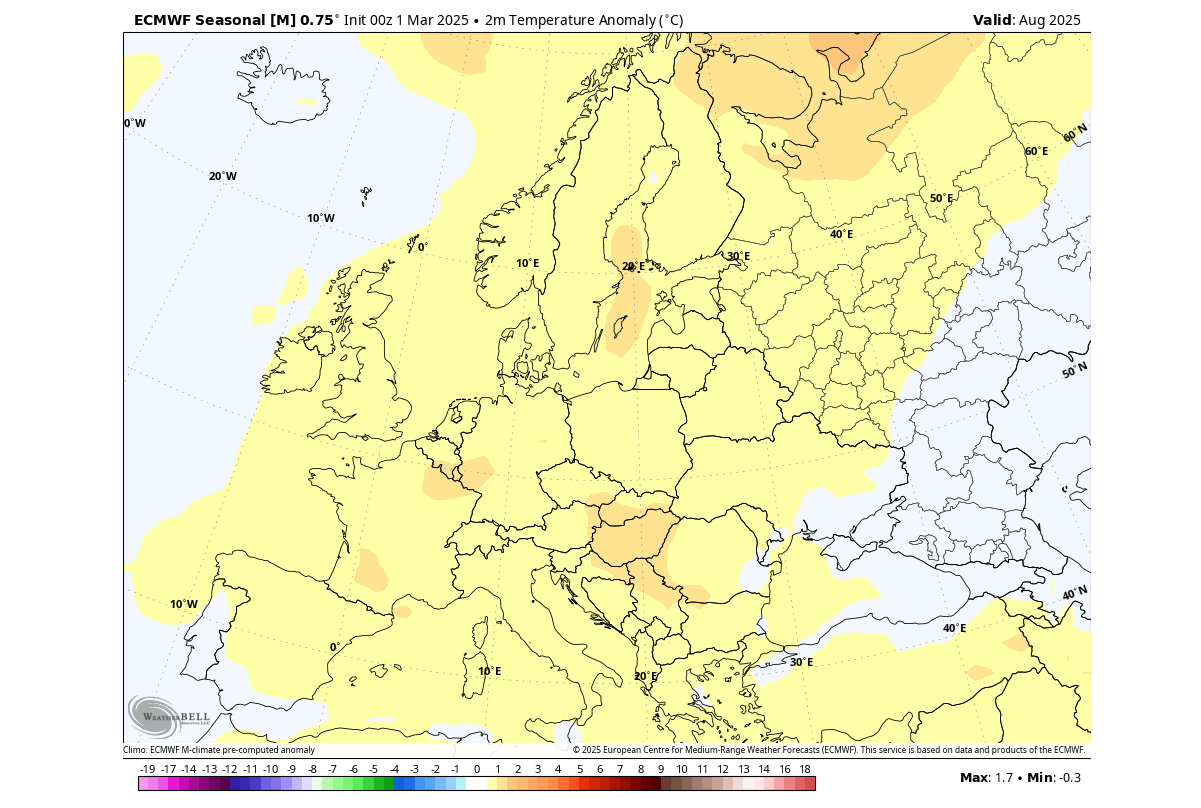 ECMWF Seasonal [M] 0.75° Init 00z 1 Mar 2025 • 2m Temperature Anomaly (°C)
Valid: Aug 2025
0°W
20°W
10°W
0°
10°E
20°E
30°E
40°E
50°E
60°E
60°N
50°N
10°W
0°
10°E
20°E
30°E
40°E
40°N
WEATHERBELL
Climo: ECMWF M-climate pre-computed anomaly
© 2025 European Centre for Medium-Range Weather Forecasts (ECMWF). This service is based on data and products of the ECMWF.
-19 -17 -14 -13 -12 -11 -10 -9 -8 -7 -6 -5 -4 -3 -2 -1 0 1 2 3 4 5 6 7 8 9 10 11 12 13 14 16 18
Max: 1.7 • Min: -0.3